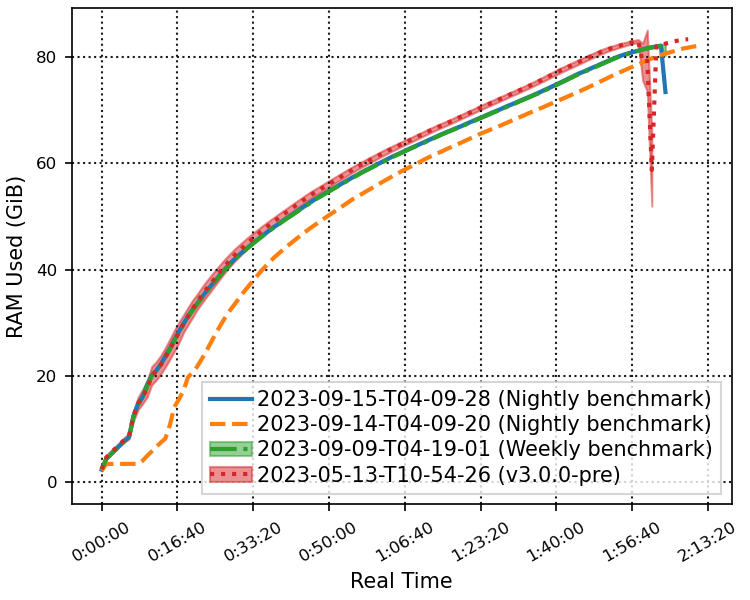 80
60
40
20
0
RAM Used (GiB)
2023-09-15-T04-09-28 (Nightly benchmark)
2023-09-14-T04-09-20 (Nightly benchmark)
2023-09-09-T04-19-01 (Weekly benchmark)
2023-05-13-T10-54-26 (v3.0.0-pre)
0:00:00
0:16:40
0:33:20
0:50:00
1:06:40
1:23:20
1:40:00
1:56:40
2:13:20
Real Time